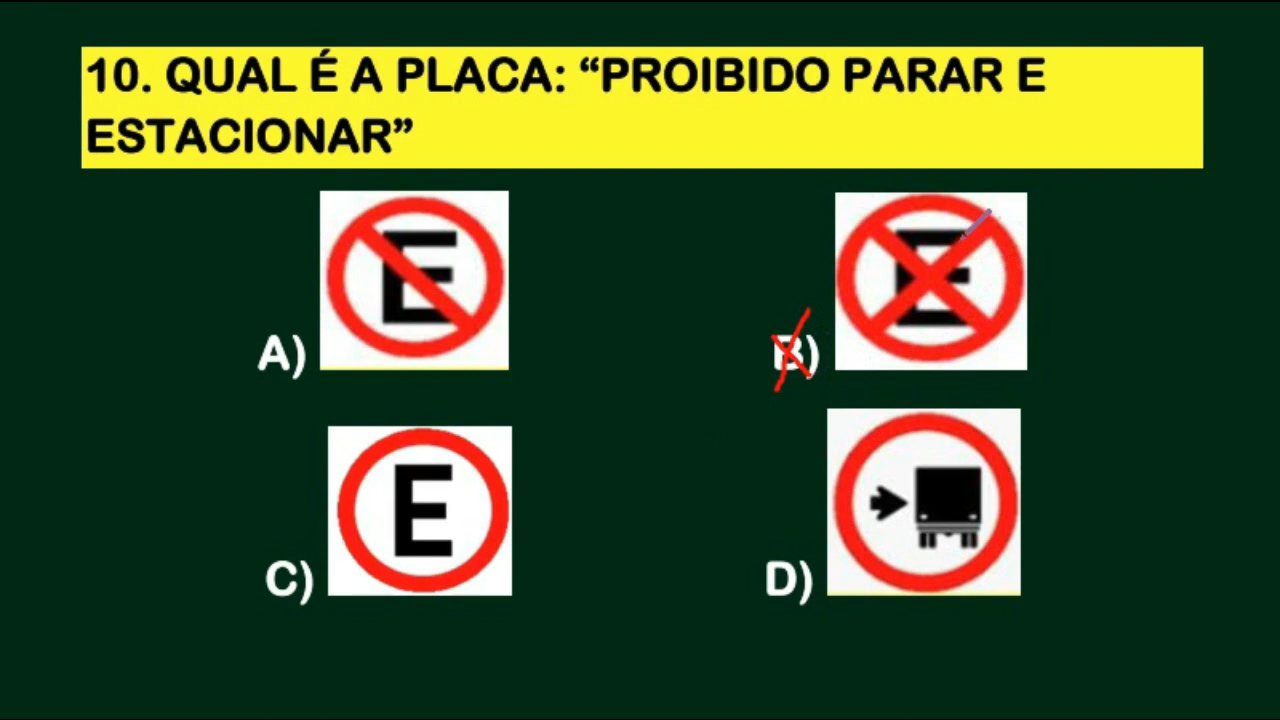 10. QUAL É A PLACA: “PROIBIDO PARAR E
ESTACIONAR”
E
E
A)
B)
E
C)
D)